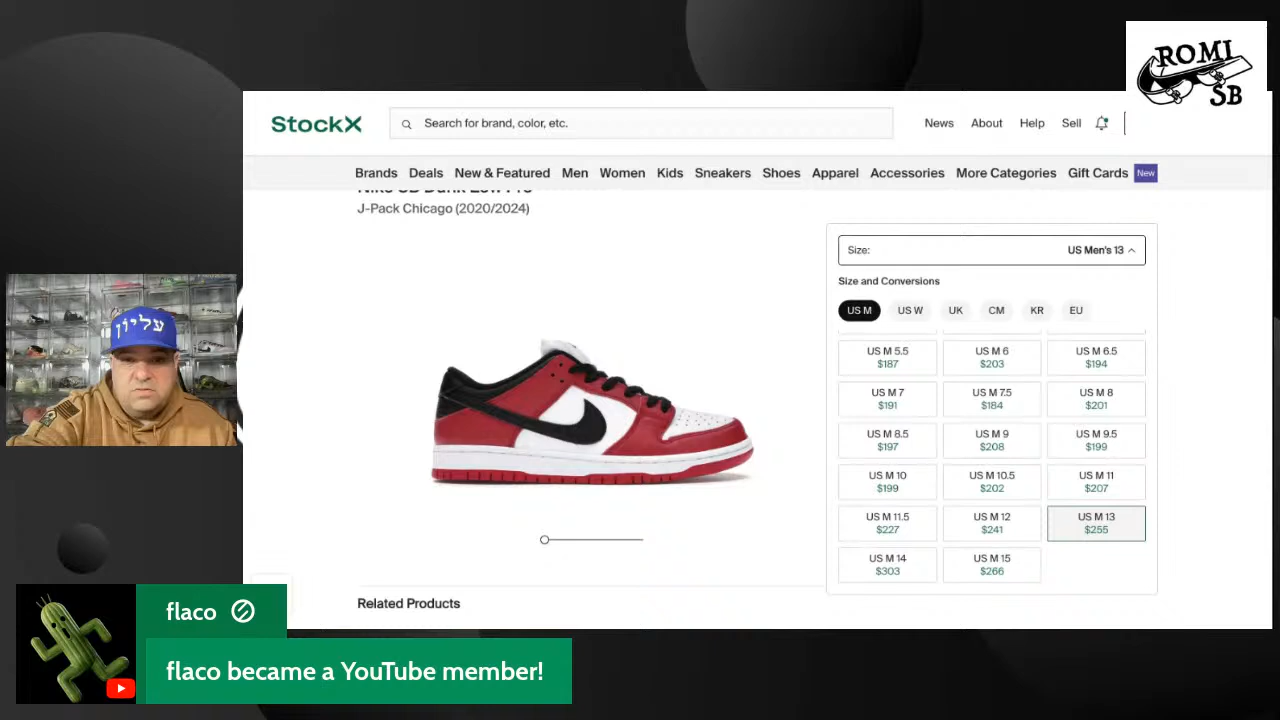 ROMI
SB
StockX
Search for brand, color, etc.
News
About
Help
Sell
Brands
Deals
New & Featured
Men
Women
Kids
Sneakers
Shoes
Apparel
Accessories
More Categories
Gift Cards
New
Nike SB Dunk Low Pro
J-Pack Chicago (2020/2024)
Size:
US Men's 13
Size and Conversions
US M
US W
UK
CM
KR
EU
US M 5.5
$187
US M 6
$203
US M 6.5
$194
US M 7
$191
US M 7.5
$184
US M 8
$201
US M 8.5
$197
US M 9
$208
US M 9.5
$199
US M 10
$199
US M 10.5
$202
US M 11
$207
US M 11.5
$227
US M 12
$241
US M 13
$255
US M 14
$303
US M 15
$266
עליון
Related Products
flaco
flaco became a YouTube member!